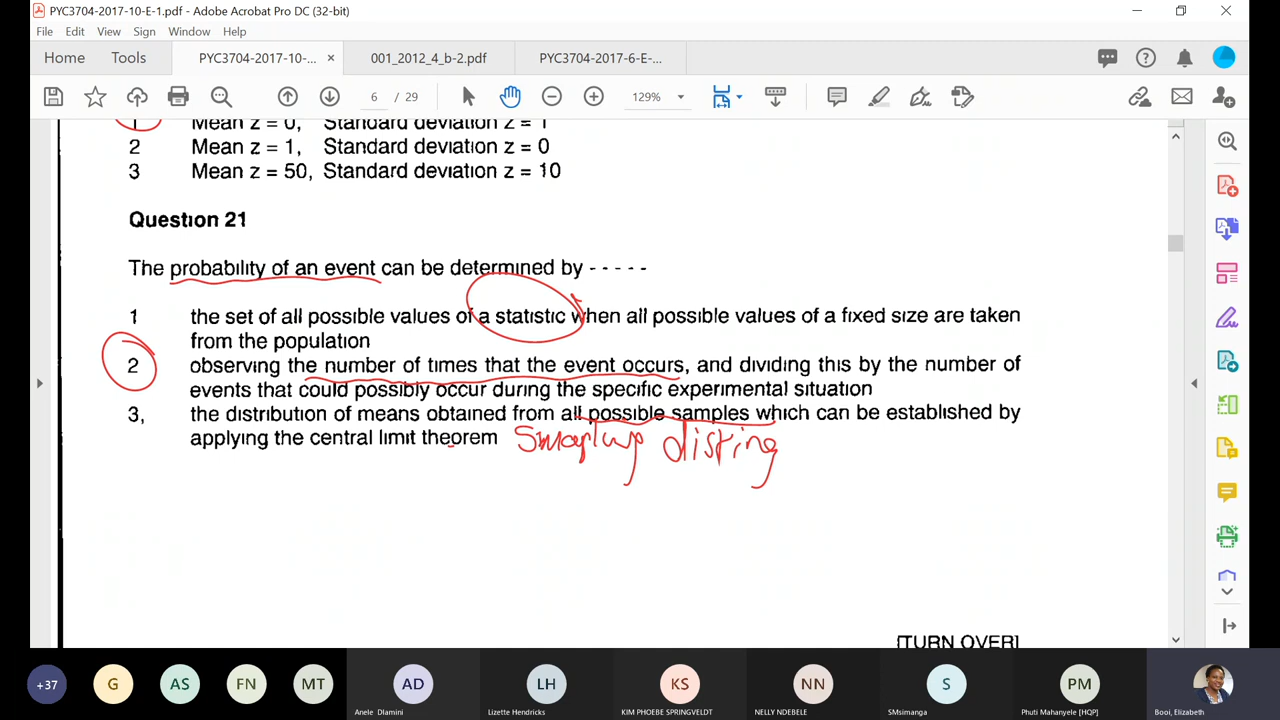 PYC3704-2017-10-E-1.pdf - Adobe Acrobat Pro DC (32-bit)
File Edit View Sign Window Help
Home Tools PYC3704-2017-10-... × 001_2012_4_b-2.pdf PYC3704-2017-6-E-...
6 / 29 129%
1 Mean z = 0, Standard deviation z = 1
2 Mean z = 1, Standard deviation z = 0
3 Mean z = 50, Standard deviation z = 10
Question 21
The probability of an event can be determined by - - - - -
1 the set of all possible values of a statistic when all possible values of a fixed size are taken
from the population
2 observing the number of times that the event occurs, and dividing this by the number of
events that could possibly occur during the specific experimental situation
3, the distribution of means obtained from all possible samples which can be established by
applying the central limit theorem
[TURN OVER]
+37 G AS FN MT AD LH KS NN S PM
Anele Dlamini Lizette Hendricks KIM PHOEBE SPRINGVELDT NELLY NDEBELE SMsimanga Phuti Mahanyele [HQP] Booi, Elizabeth